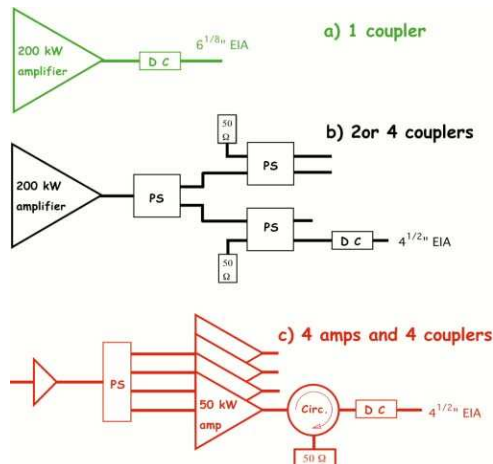 6 1/8" EIA
a) 1 coupler
200 kW
amplifier
D C
50
Ω
b) 2or 4 couplers
PS
200 kW
amplifier
PS
PS
D C
4 1/2" EIA
50
Ω
c) 4 amps and 4 couplers
PS
50 kW
amp
Circ.
D C
4 1/2" EIA
50 Ω